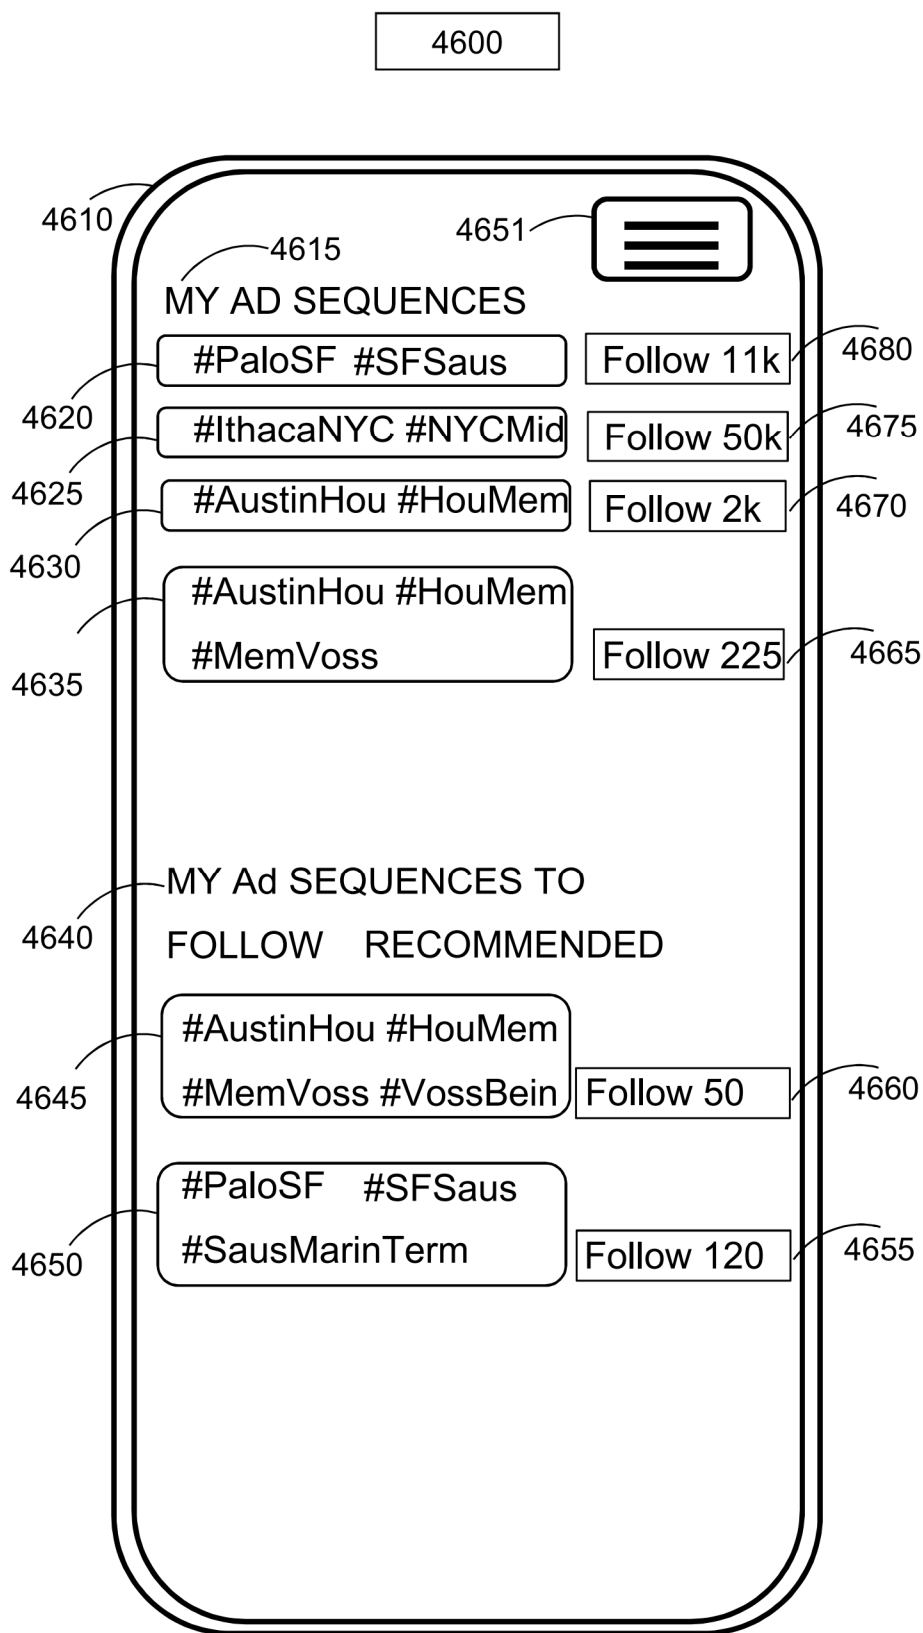 4600
4610
4651
4615
MY AD SEQUENCES
#PaloSF #SFSaus
Follow 11k
4680
4620
#IthacaNYC #NYCMid
Follow 50k
4675
4625
#AustinHou #HouMem
Follow 2k
4670
4630
#AustinHou #HouMem
#MemVoss
Follow 225
4665
4635
MY Ad SEQUENCES TO
4640
FOLLOW RECOMMENDED
#AustinHou #HouMem
#MemVoss #VossBein
Follow 50
4660
4645
#PaloSF #SFSaus
#SausMarinTerm
Follow 120
4655
4650